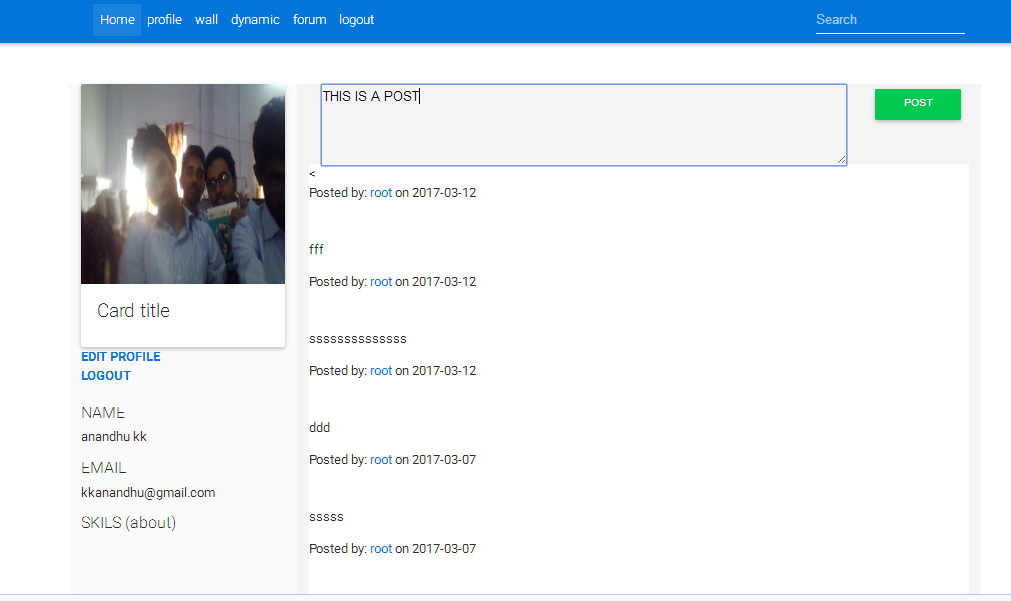 Home profile wall dynamic forum logout Search
THIS IS A POST
POST
Card title
EDIT PROFILE
LOGOUT
NAME
anandhu kk
EMAIL
kkanandhu@gmail.com
SKILS (about)
<
Posted by: root on 2017-03-12
fff
Posted by: root on 2017-03-12
ssssssssssssss
Posted by: root on 2017-03-12
ddd
Posted by: root on 2017-03-07
sssss
Posted by: root on 2017-03-07